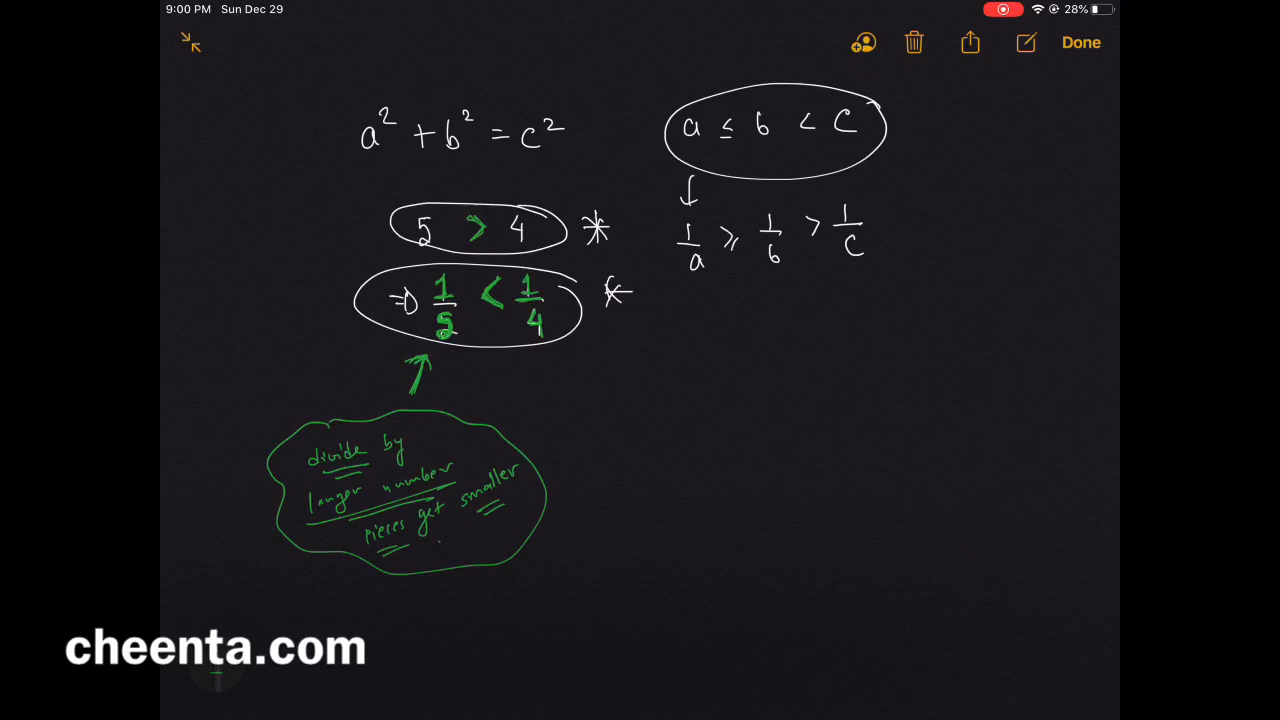 9:00 PM Sun Dec 29
28%
Done
a² + b² = c²
a ≤ b < c
5 > 4 *
1/a ≥ 1/b > 1/c
⇒ 1/5 < 1/4 *
divide by
larger number
pieces get smaller
cheenta.com